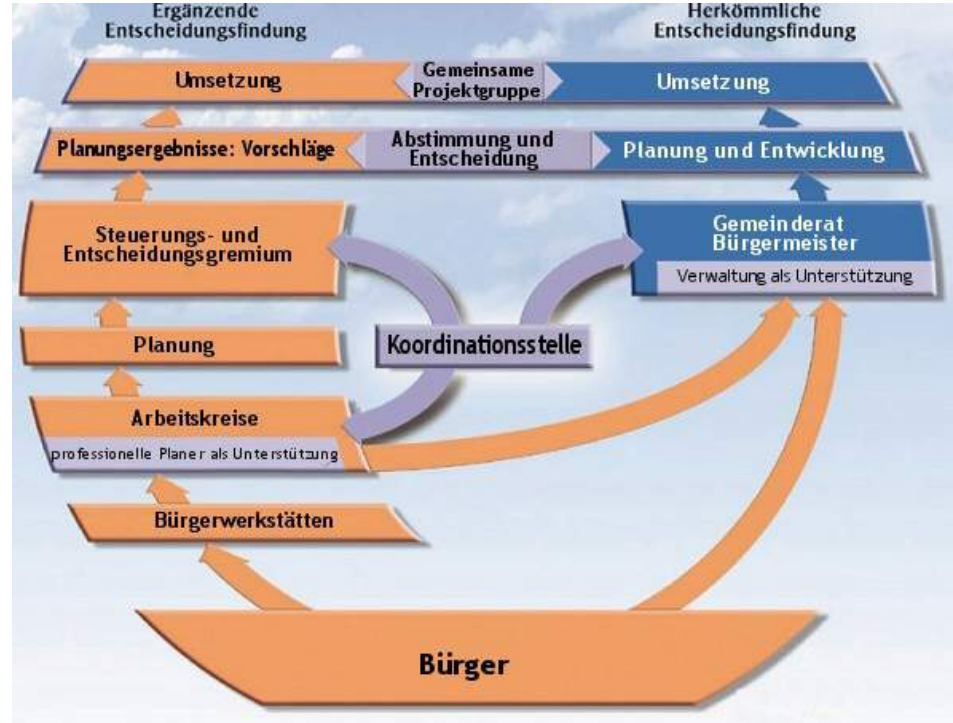 Ergänzende
Entscheidungsfindung
Herkömmliche
Entscheidungsfindung
Umsetzung
Gemeinsame
Projektgruppe
Umsetzung
Planungsergebnisse: Vorschläge
Abstimmung und
Entscheidung
Planung und Entwicklung
Steuerungs- und
Entscheidungsgremium
Gemeinderat
Bürgermeister
Verwaltung als Unterstützung
Planung
Koordinationsstelle
Arbeitskreise
professionelle Planer als Unterstützung
Bürgerwerkstätten
Bürger